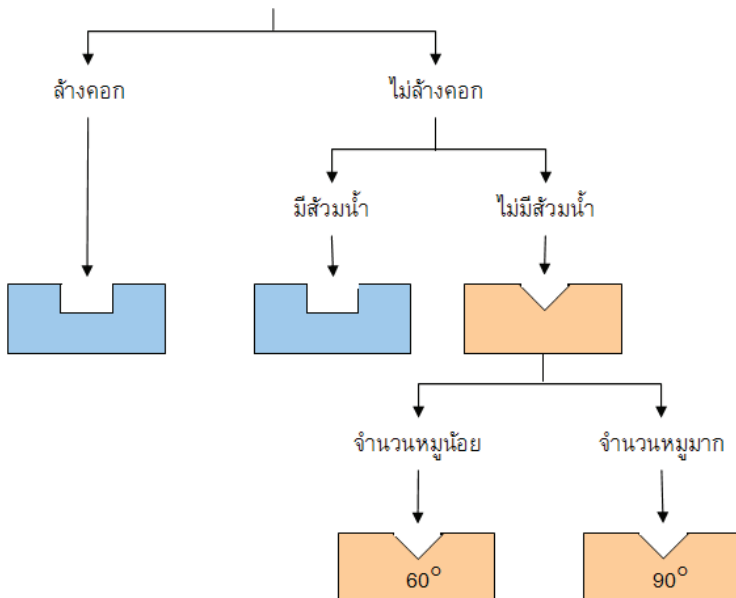 ล้างคอก
ไม่ล้างคอก
มีส้วมน้ำ
ไม่มีส้วมน้ำ
จำนวนหมูน้อย
จำนวนหมูมาก
60°
90°